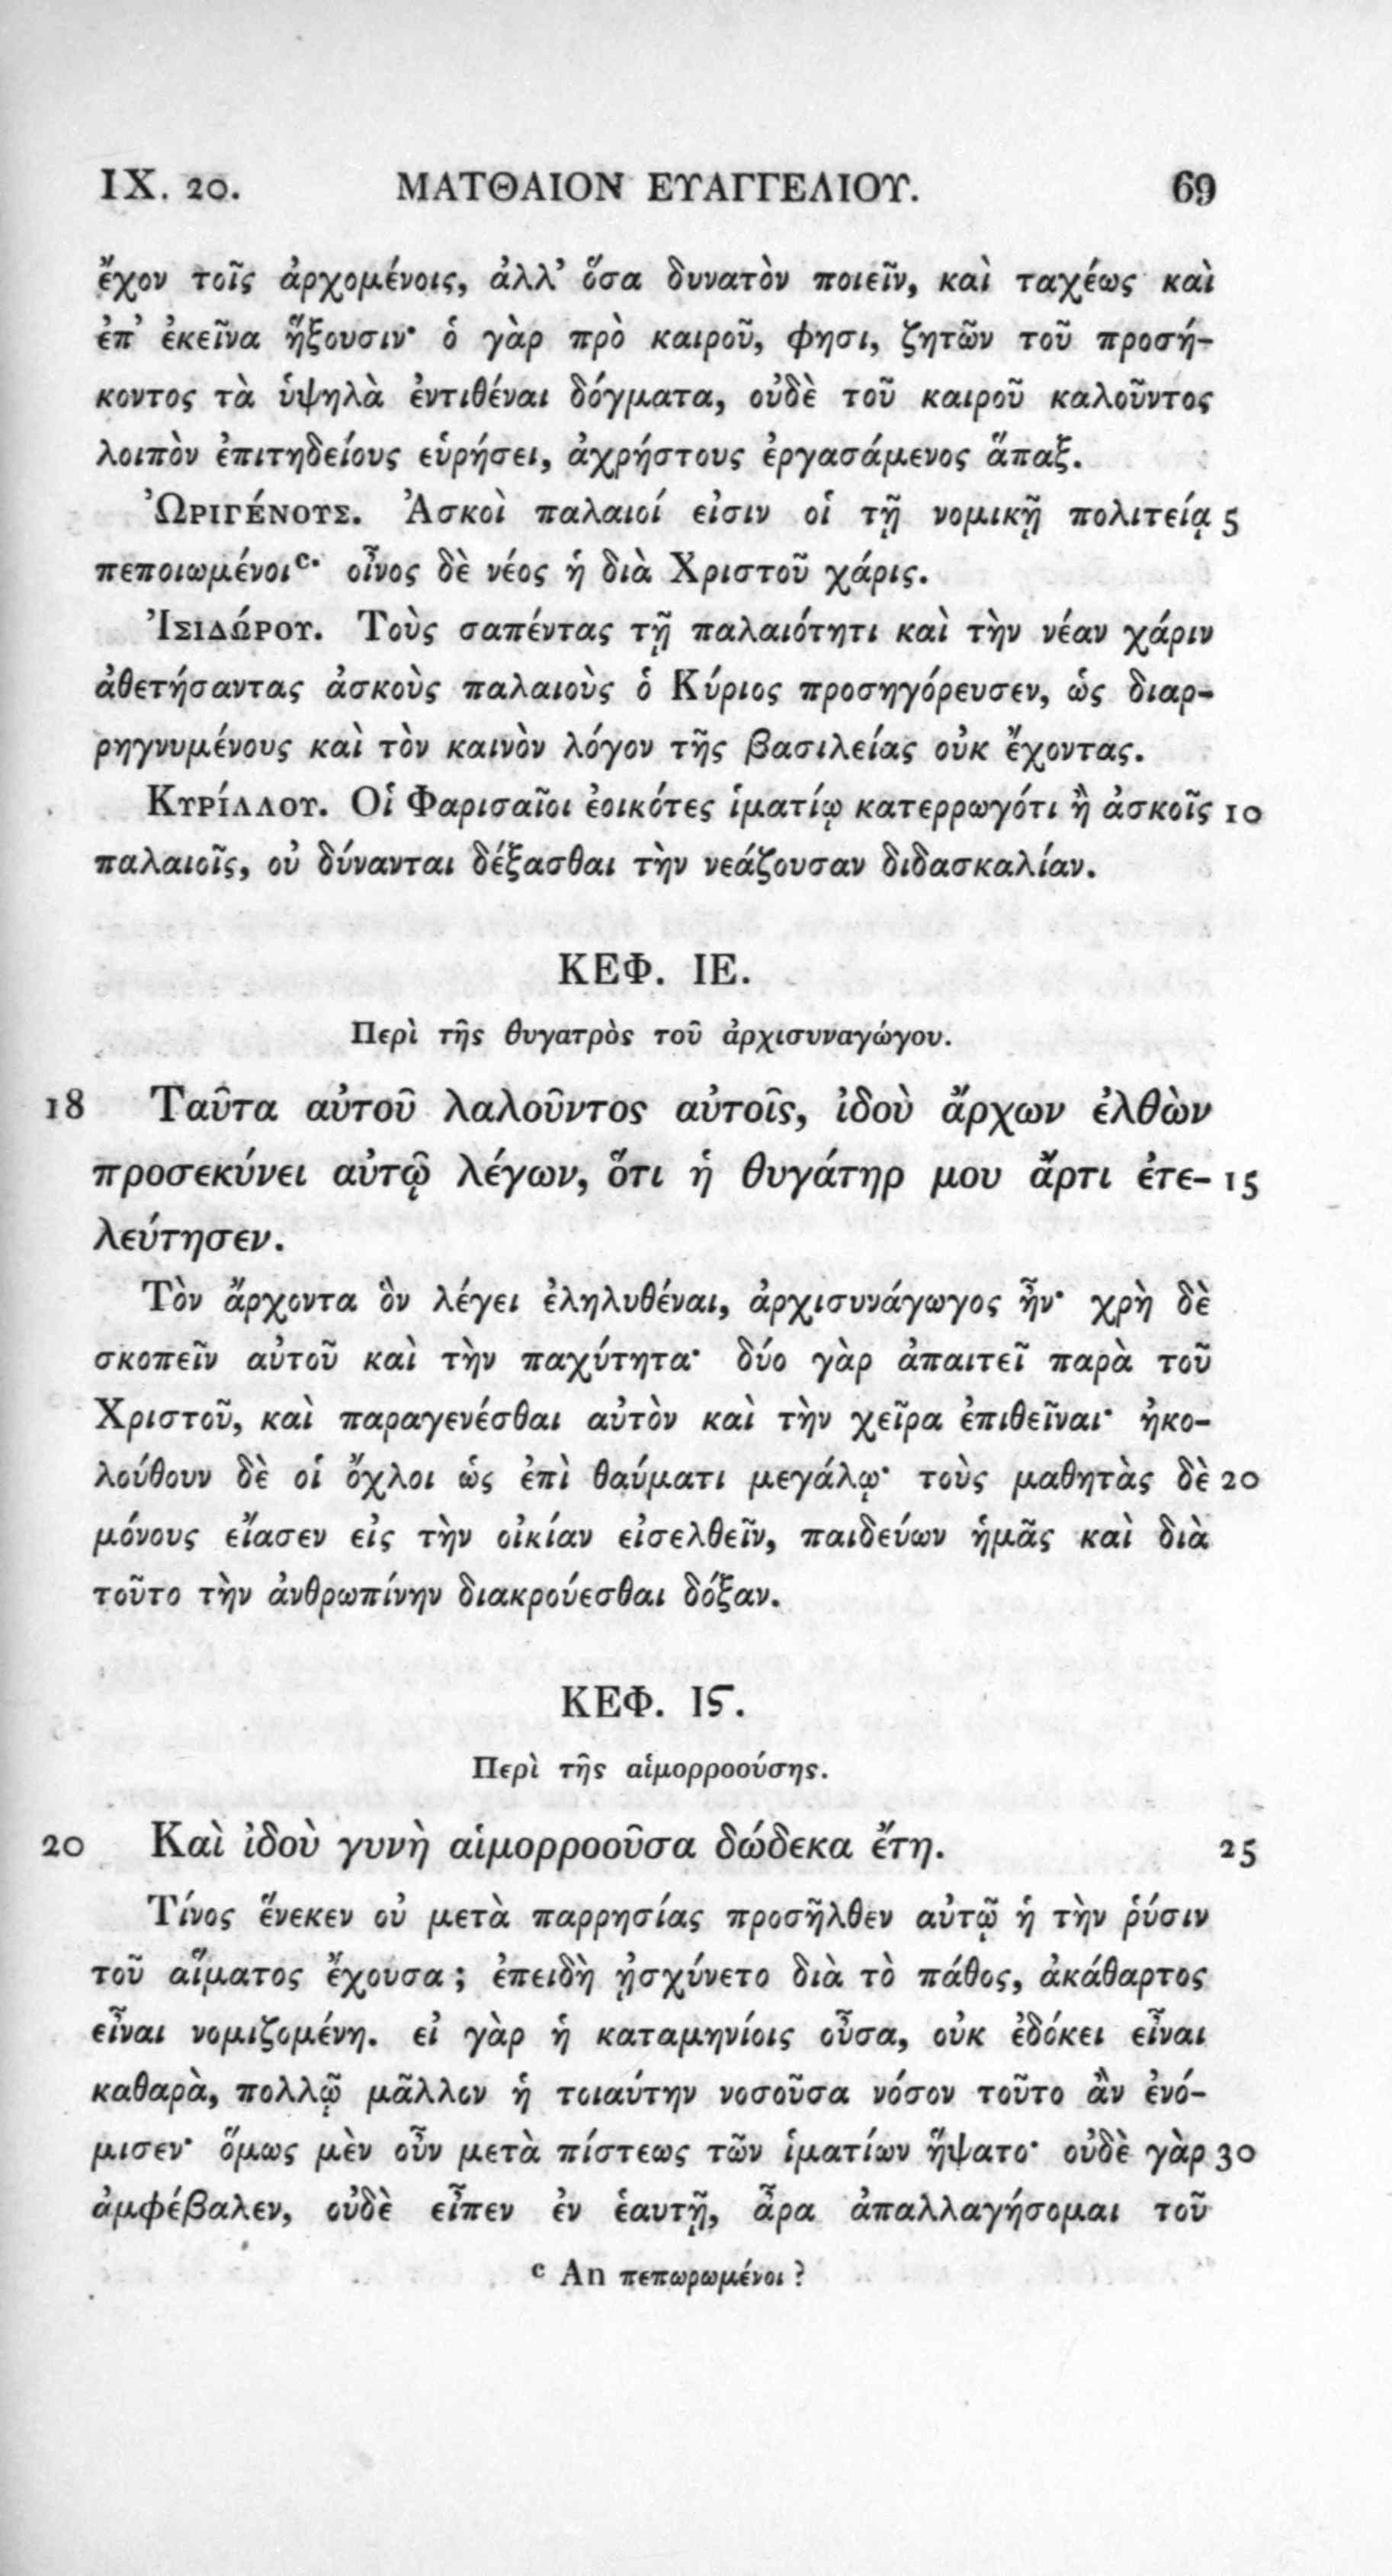 IX. 20. ΜΑΤΘΑΙΟΝ ΕΥΑΓΓΕΛΙΟΥ. 69
ἔχον τοῖς ἀρχομένοις, ἀλλ’ ὅσα δυνατὸν ποιεῖν, καὶ ταχέως καὶ
ἐπ’ ἐκεῖνα ἥξουσιν· ὁ γὰρ πρὸ καιροῦ, φησι, ζητῶν τοῦ προσή-
κοντος τὰ ὑψηλὰ ἐντιθέναι δόγματα, οὐδὲ τοῦ καιροῦ καλοῦντος
λοιπὸν ἐπιτηδείους εὑρήσει, ἀχρήστους ἐργασάμενος ἅπαξ.
ὨΡΙΓΈΝΟΥΣ. Ἀσκοὶ παλαιοί εἰσιν οἱ τῇ νομικῇ πολιτείᾳ 5
πεποιωμένοι c· οἶνος δὲ νέος ἡ διὰ Χριστοῦ χάρις.
ἸΣΙΔΏΡΟΥ. Τοὺς σαπέντας τῇ παλαιότητι καὶ τὴν νέαν χάριν
ἀθετήσαντας ἀσκοὺς παλαιοὺς ὁ Κύριος προσηγόρευσεν, ὡς διαρ-
ρηγνυμένους καὶ τὸν καινὸν λόγον τῆς βασιλείας οὐκ ἔχοντας.
ΚΥΡΊΛΛΟΥ. Οἱ Φαρισαῖοι ἐοικότες ἱματίῳ κατερρωγότι ἢ ἀσκοῖς 10
παλαιοῖς, οὐ δύνανται δέξασθαι τὴν νεάζουσαν διδασκαλίαν.
ΚΕΦ. ΙΕ.
Περὶ τῆς θυγατρὸς τοῦ ἀρχισυναγώγου.
18 Ταῦτα αὐτοῦ λαλοῦντος αὐτοῖς, ἰδοὺ ἄρχων ἐλθὼν
προσεκύνει αὐτῷ λέγων, ὅτι ἡ θυγάτηρ μου ἄρτι ἐτε- 15
λεύτησεν.
Τὸν ἄρχοντα ὃν λέγει ἐληλυθέναι, ἀρχισυνάγωγος ἦν· χρὴ δὲ
σκοπεῖν αὐτοῦ καὶ τὴν παχύτητα· δύο γὰρ ἀπαιτεῖ παρὰ τοῦ
Χριστοῦ, καὶ παραγενέσθαι αὐτὸν καὶ τὴν χεῖρα ἐπιθεῖναι· ἠκο-
λούθουν δὲ οἱ ὄχλοι ὡς ἐπὶ θαύματι μεγάλῳ· τοὺς μαθητὰς δὲ 20
μόνους εἴασεν εἰς τὴν οἰκίαν εἰσελθεῖν, παιδεύων ἡμᾶς καὶ διὰ
τοῦτο τὴν ἀνθρωπίνην διακρούεσθαι δόξαν.
ΚΕΦ. Ιϛ.
Περὶ τῆς αἱμορροούσης.
20 Καὶ ἰδοὺ γυνὴ αἱμορροοῦσα δώδεκα ἔτη. 25
Τίνος ἕνεκεν οὐ μετὰ παρρησίας προσῆλθεν αὐτῷ ἡ τὴν ῥύσιν
τοῦ αἵματος ἔχουσα; ἐπειδὴ ᾐσχύνετο διὰ τὸ πάθος, ἀκάθαρτος
εἶναι νομιζομένη. εἰ γὰρ ἡ καταμηνίοις οὖσα, οὐκ ἐδόκει εἶναι
καθαρὰ, πολλῷ μᾶλλον ἡ τοιαύτην νοσοῦσα νόσον τοῦτο ἂν ἐνό-
μισεν· ὅμως μὲν οὖν μετὰ πίστεως τῶν ἱματίων ἥψατο· οὐδὲ γὰρ 30
ἀμφέβαλεν, οὐδὲ εἶπεν ἐν ἑαυτῇ, ἆρα ἀπαλλαγήσομαι τοῦ
c An πεπωρωμένοι ?